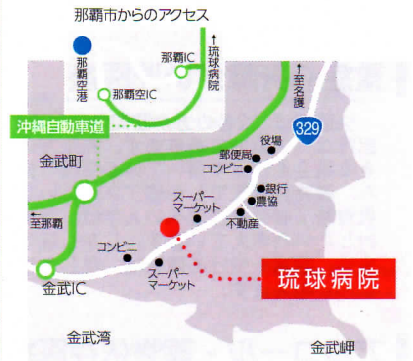 那覇市からのアクセス
那覇空港
那覇IC
↑琉球病院
那覇空IC
沖縄自動車道
↑至名護
329
金武町
役場
郵便局
コンビニ
銀行
農協
不動産
スーパー
マーケット
←
至那覇
コンビニ
スーパー
マーケット
琉球病院
金武IC
金武湾
金武岬